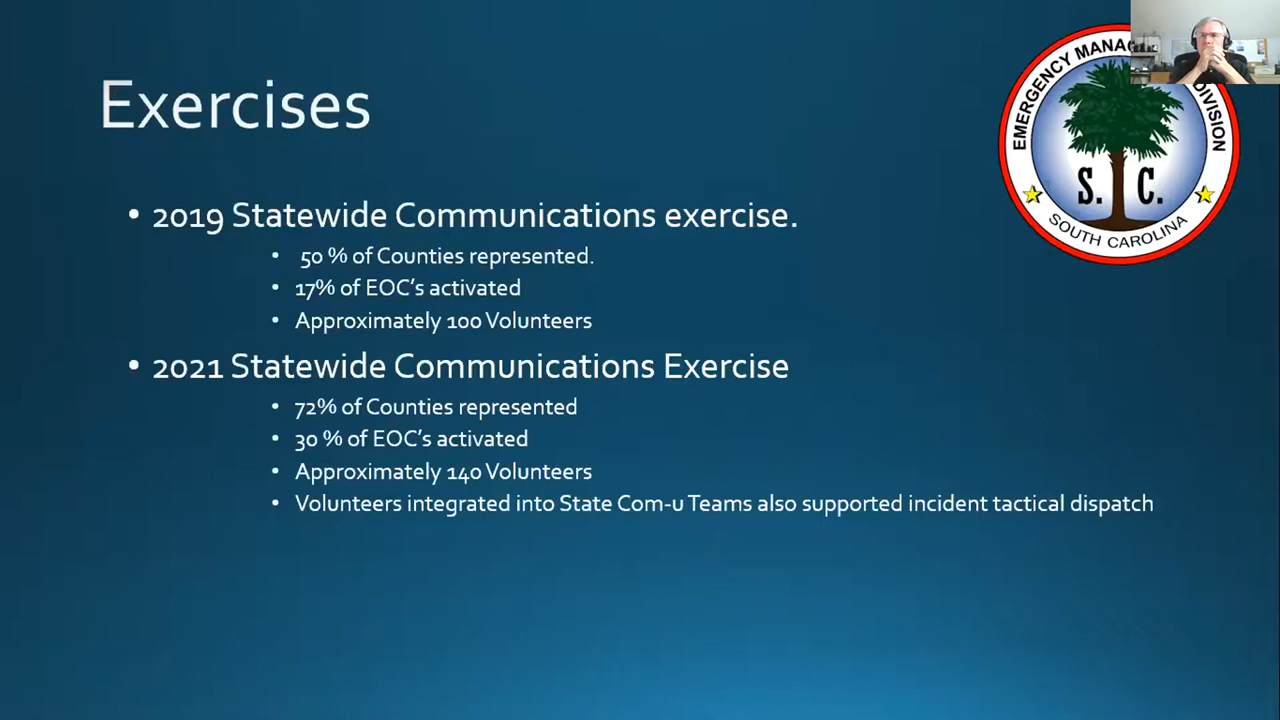 Exercises
• 2019 Statewide Communications exercise.
• 50 % of Counties represented.
• 17% of EOC's activated
• Approximately 100 Volunteers
• 2021 Statewide Communications Exercise
• 72% of Counties represented
• 30 % of EOC's activated
• Approximately 140 Volunteers
• Volunteers integrated into State Com-u Teams also supported incident tactical dispatch
EMERGENCY DIVISION
S. C.
SOUTH CAROLINA